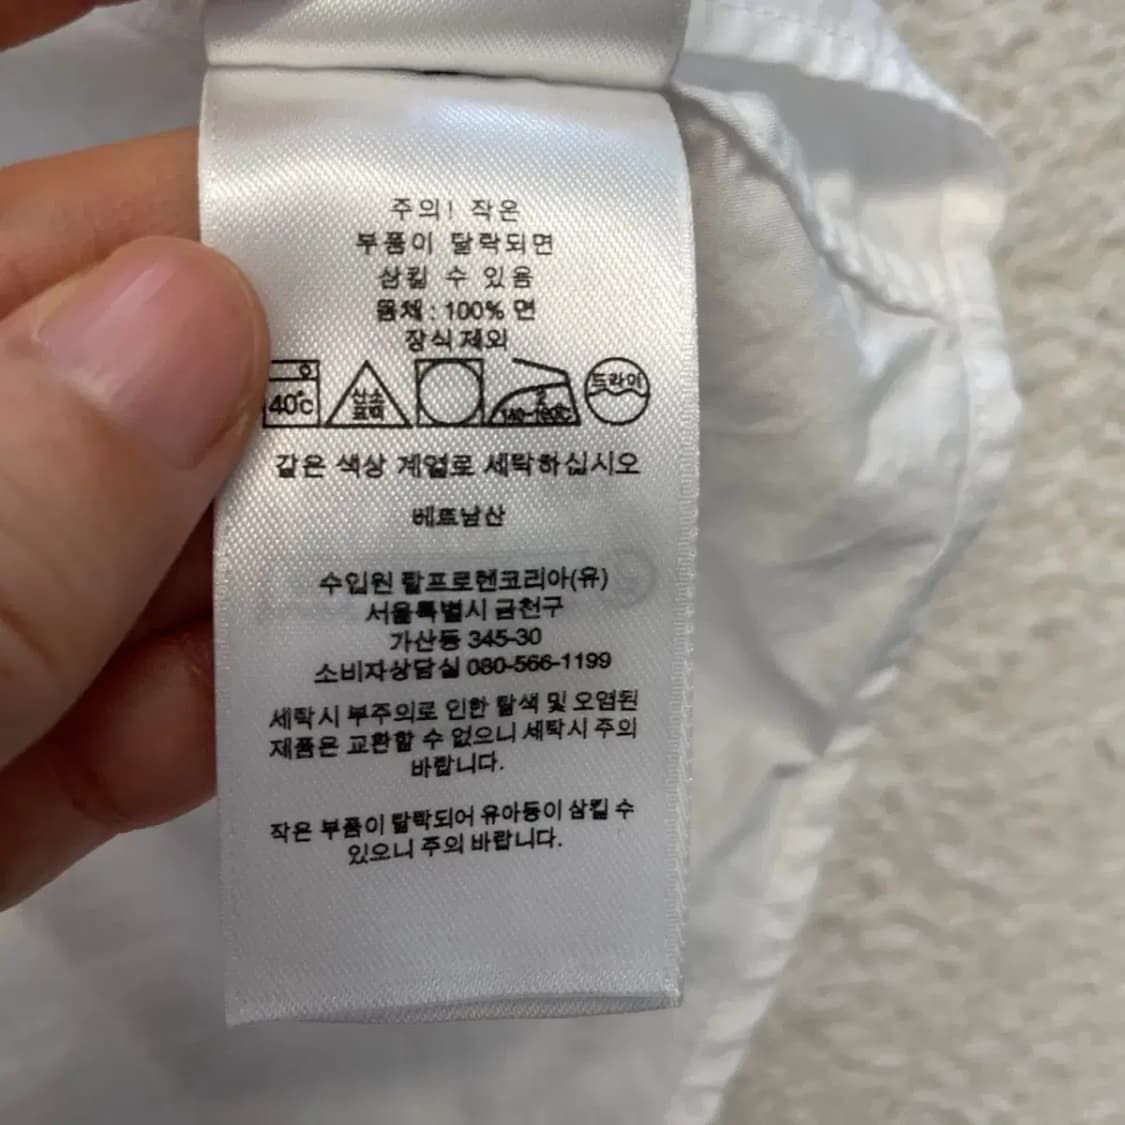 주의! 작은
부품이 탈락되면
삼킬 수 있음
몸체 : 100% 면
장식제외
40℃
산소
표백
2
140~160℃
드라이
같은 색상 계열로 세탁하십시오
베트남산
수입원 랄프로렌코리아(유)
서울특별시 금천구
가산동 345-30
소비자상담실 080-566-1199
세탁시 부주의로 인한 탈색 및 오염된
제품은 교환할 수 없으니 세탁시 주의
바랍니다.
작은 부품이 탈락되어 유아등이 삼킬 수
있으니 주의 바랍니다.